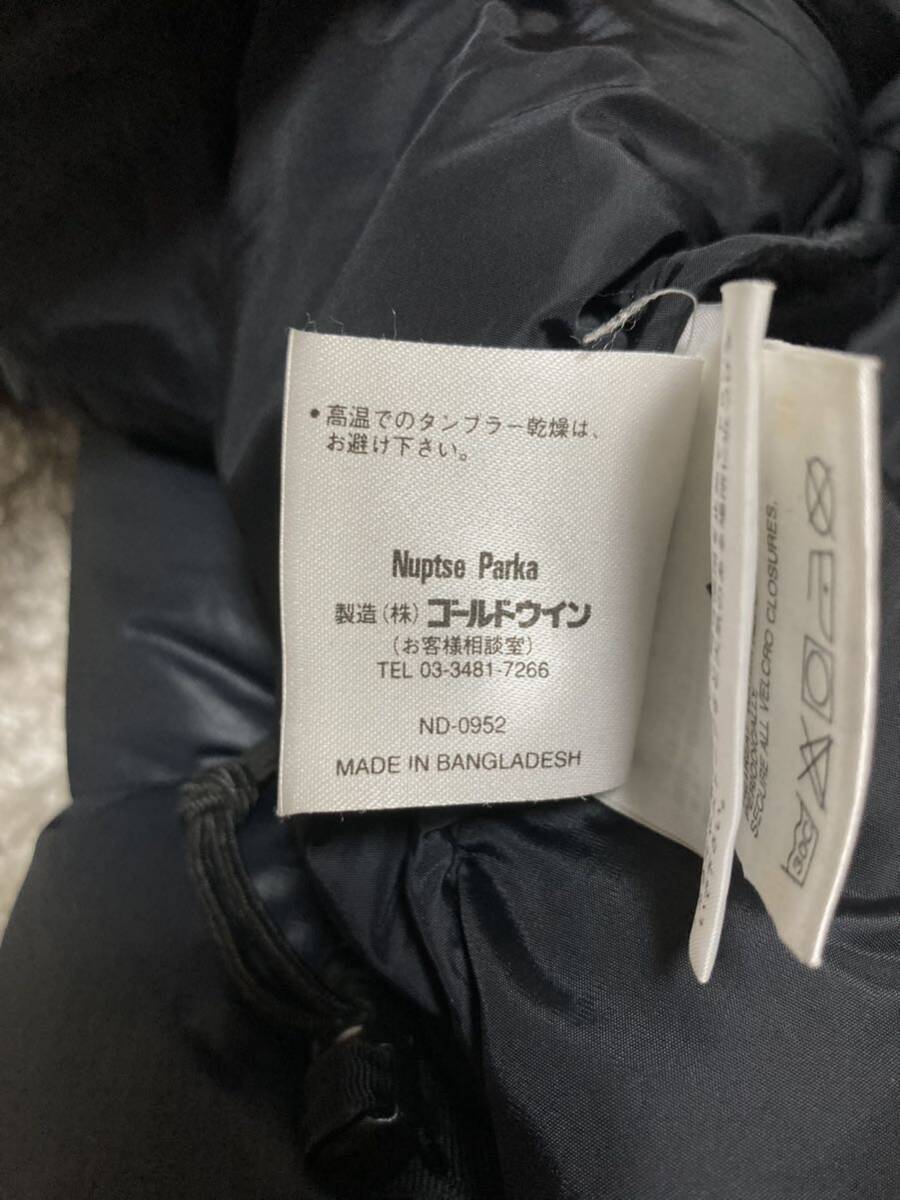 ・高温でのタンブラー乾燥は、
お避け下さい。
Nuptse Parka
製造(株)ゴールドウイン
(お客様相談室)
TEL 03-3481-7266
ND-0952
MADE IN BANGLADESH
PERIODICALLY.
SECURE ALL VELCRO CLOSURES.